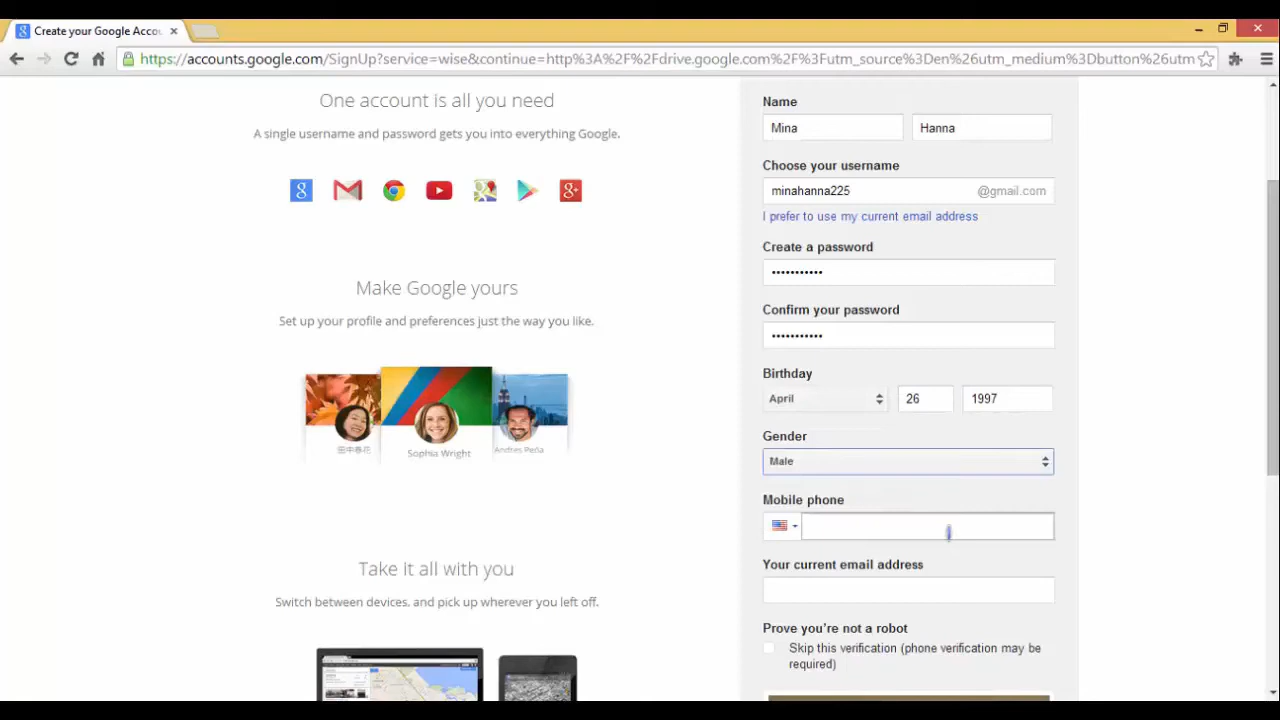 Create your Google Accou
https://accounts.google.com/SignUp?service=wise&continue=http%3A%2F%2Fdrive.google.com%2F%3Futm_source%3Den%26utm_medium%3Dbutton%26utm
One account is all you need
A single username and password gets you into everything Google.
Make Google yours
Set up your profile and preferences just the way you like.
田中春花
Sophia Wright
Andres Peña
Take it all with you
Switch between devices, and pick up wherever you left off.
Name
Mina Hanna
Choose your username
minahanna225 @gmail.com
I prefer to use my current email address
Create a password
•••••••••••
Confirm your password
•••••••••••
Birthday
April 26 1997
Gender
Male
Mobile phone
Your current email address
Prove you're not a robot
Skip this verification (phone verification may be
required)